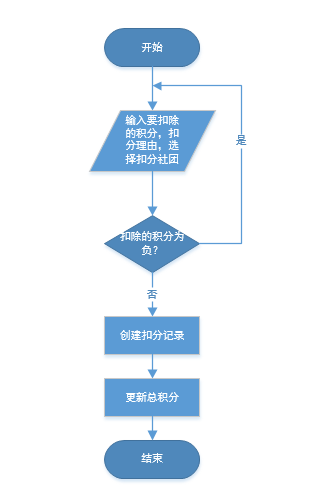 开始
输入要扣除
的积分，扣
分理由，选
择扣分社团
是
扣除的积分为
负？
否
创建扣分记录
更新总积分
结束